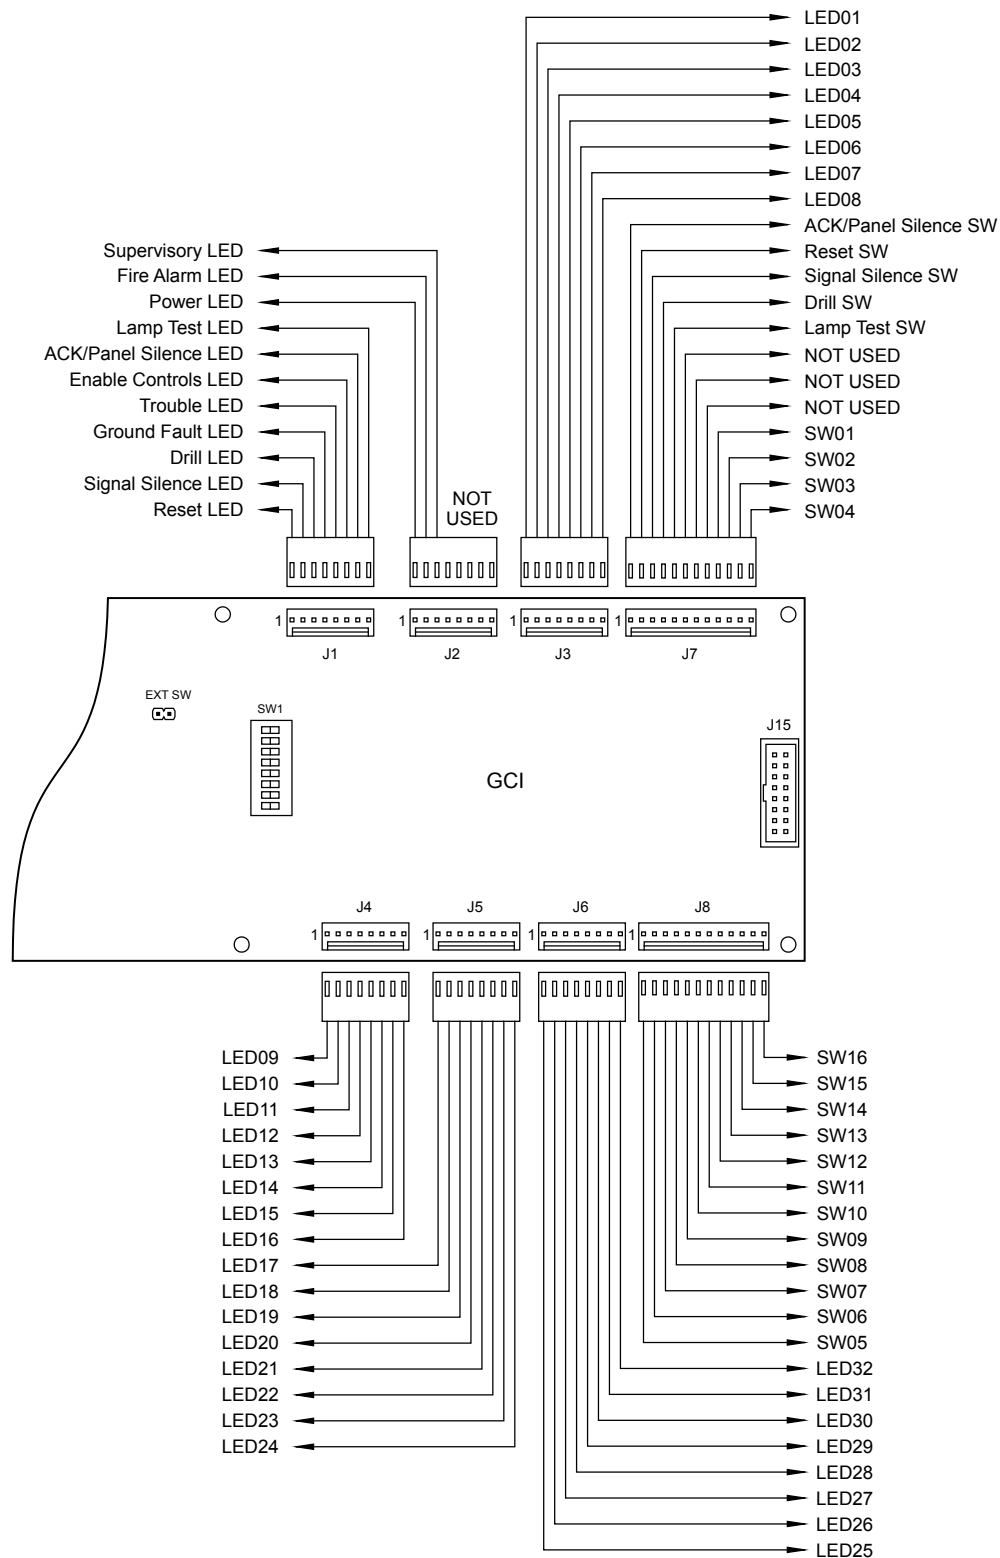 LED01
LED02
LED03
LED04
LED05
LED06
LED07
LED08
ACK/Panel Silence SW
Reset SW
Signal Silence SW
Drill SW
Lamp Test SW
NOT USED
NOT USED
NOT USED
SW01
SW02
SW03
SW04
Supervisory LED
Fire Alarm LED
Power LED
Lamp Test LED
ACK/Panel Silence LED
Enable Controls LED
Trouble LED
Ground Fault LED
Drill LED
Signal Silence LED
Reset LED
NOT
USED
1
1
1
1
J1
J2
J3
J7
EXT SW
SW1
J15
GCI
J4
J5
J6
J8
1
1
1
1
LED09
LED10
LED11
LED12
LED13
LED14
LED15
LED16
LED17
LED18
LED19
LED20
LED21
LED22
LED23
LED24
SW16
SW15
SW14
SW13
SW12
SW11
SW10
SW09
SW08
SW07
SW06
SW05
LED32
LED31
LED30
LED29
LED28
LED27
LED26
LED25